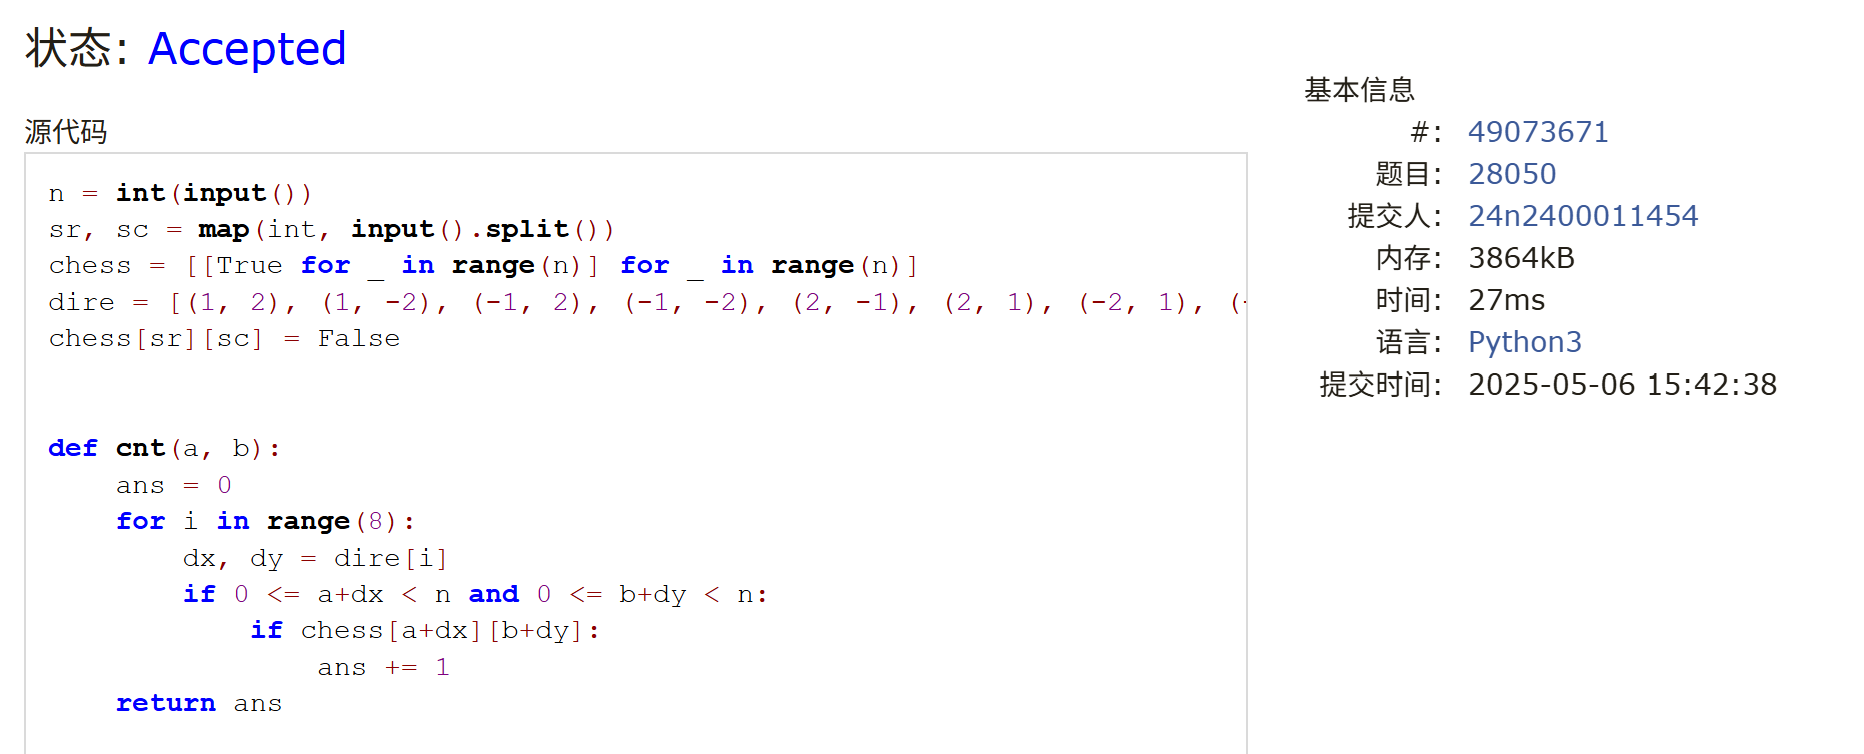 状态: Accepted
源代码
n = int(input())
sr, sc = map(int, input().split())
chess = [[True for _ in range(n)] for _ in range(n)]
dire = [(1, 2), (1, -2), (-1, 2), (-1, -2), (2, -1), (2, 1), (-2, 1), (-
chess[sr][sc] = False
def cnt(a, b):
    ans = 0
    for i in range(8):
        dx, dy = dire[i]
        if 0 <= a+dx < n and 0 <= b+dy < n:
            if chess[a+dx][b+dy]:
                ans += 1
    return ans
基本信息
#: 49073671
题目: 28050
提交人: 24n2400011454
内存: 3864kB
时间: 27ms
语言: Python3
提交时间: 2025-05-06 15:42:38